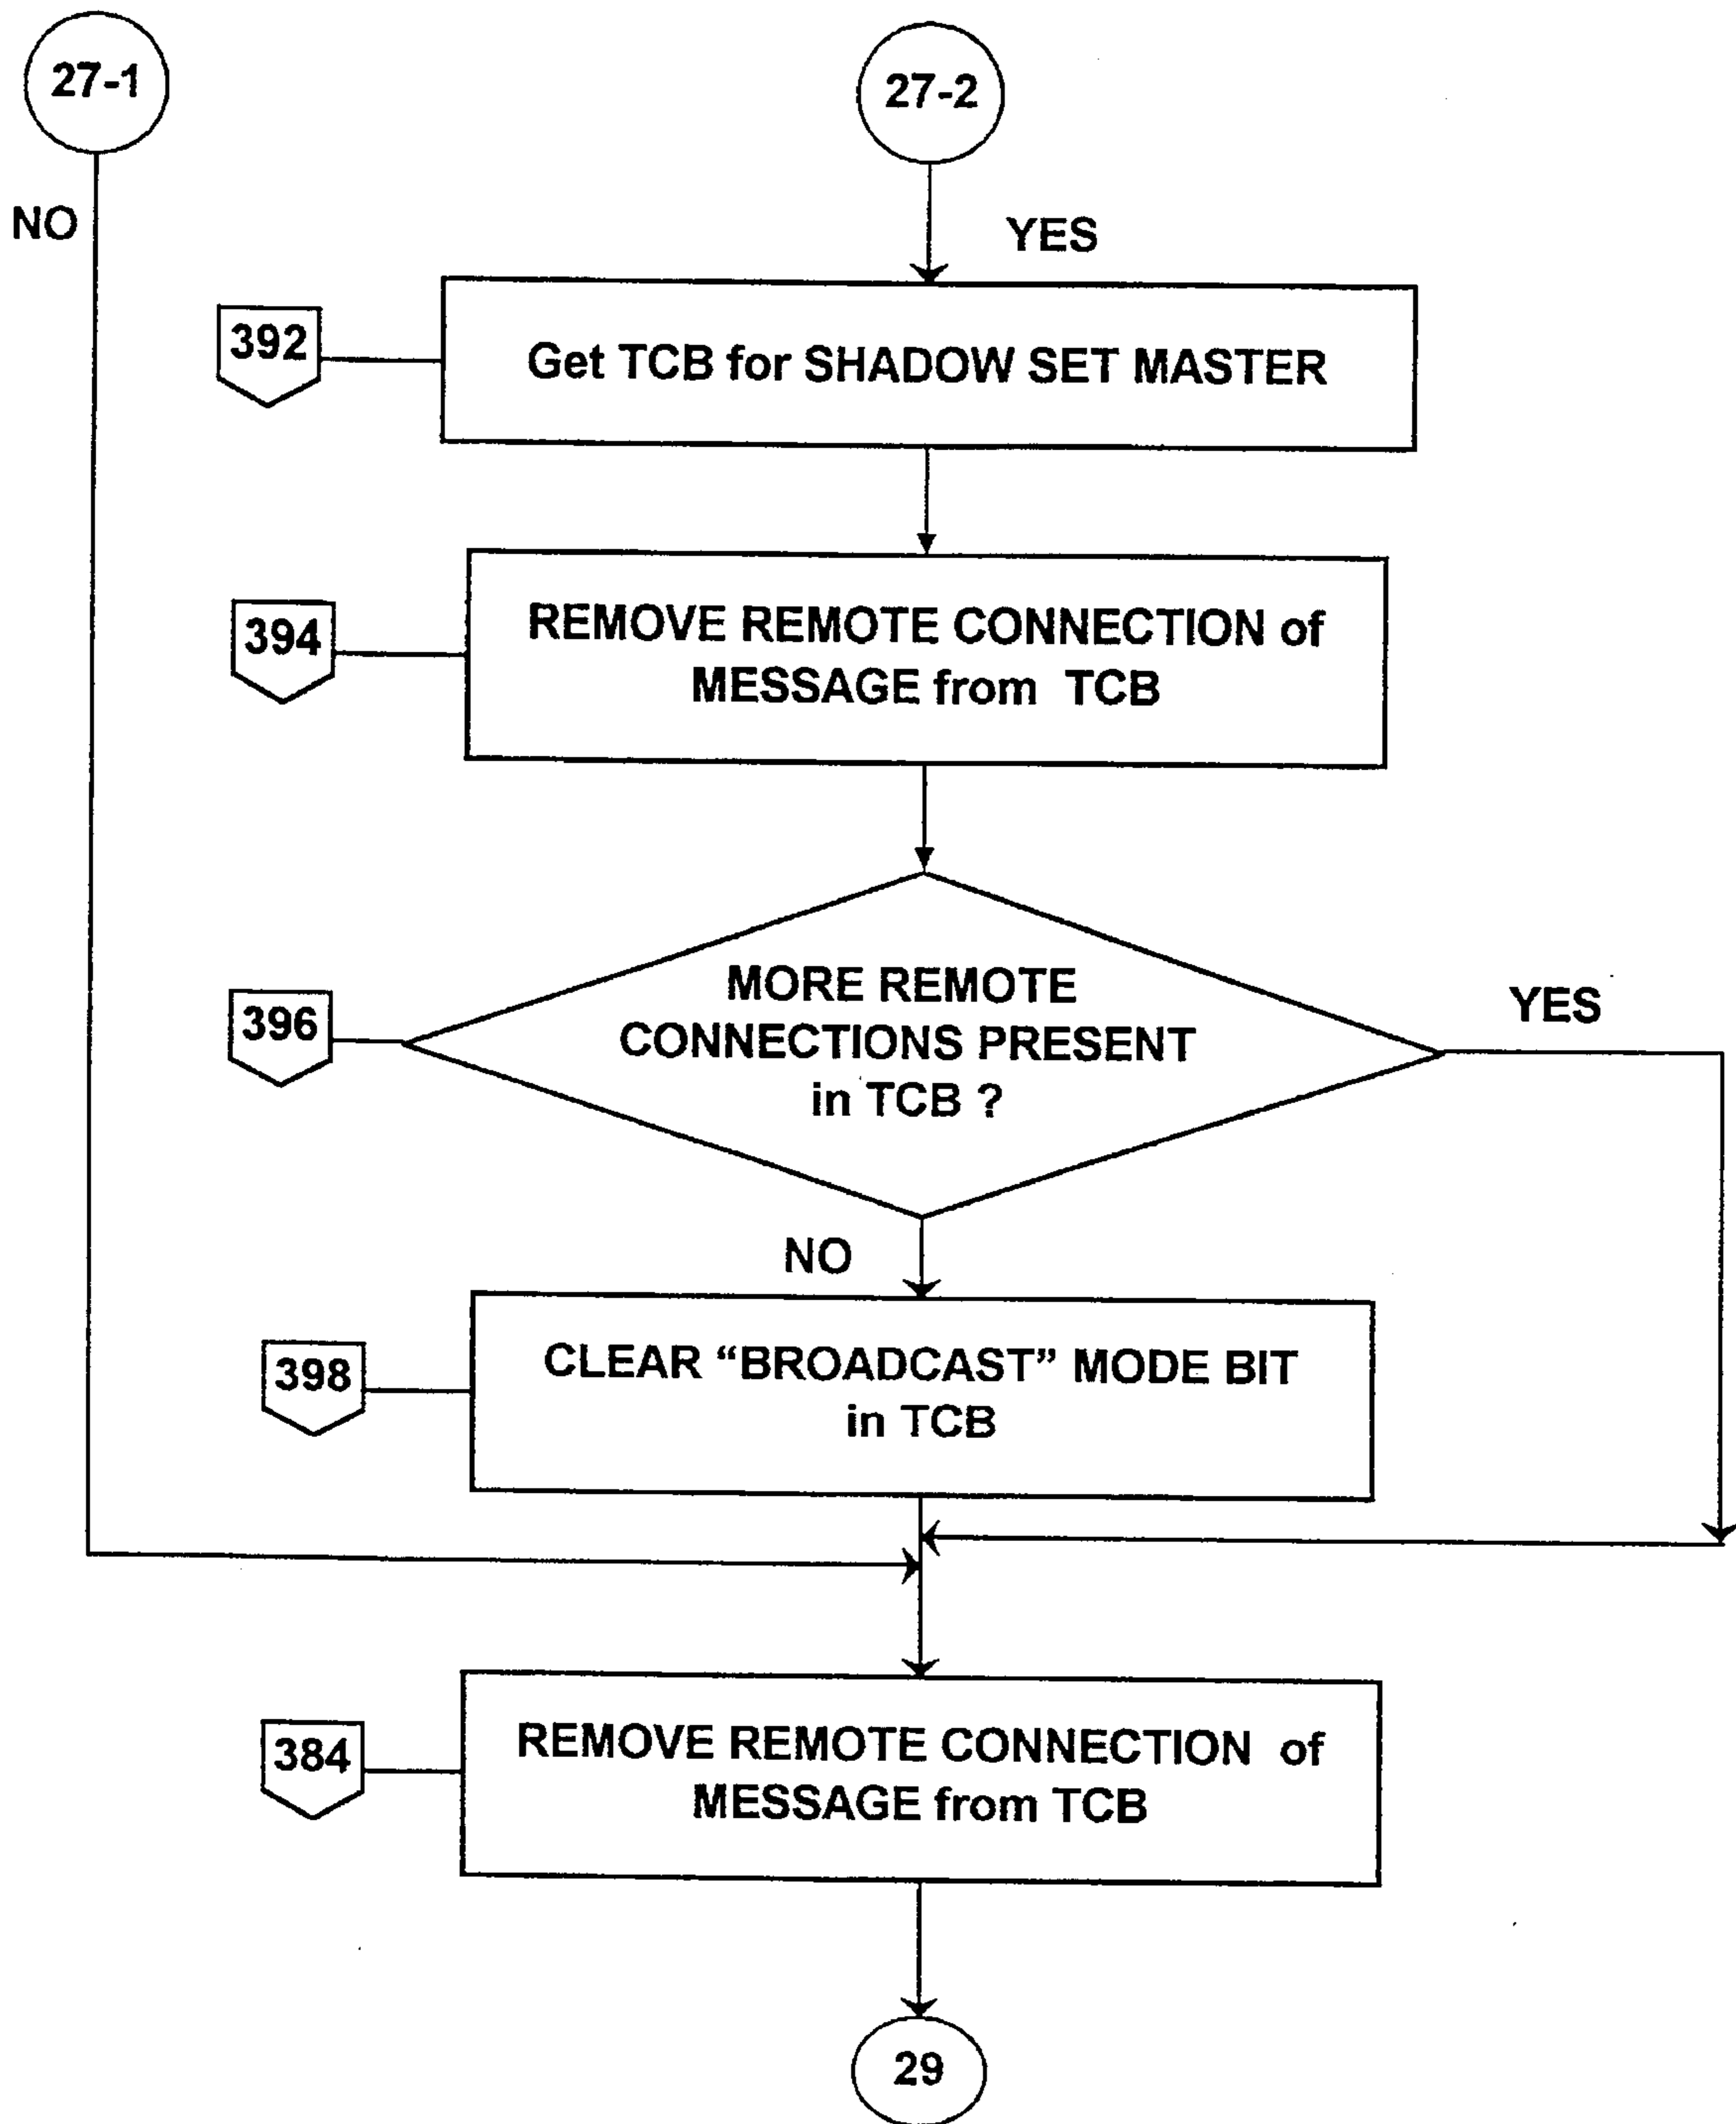 27-1
27-2
NO
YES
392
Get TCB for SHADOW SET MASTER
394
REMOVE REMOTE CONNECTION of
MESSAGE from TCB
396
MORE REMOTE
CONNECTIONS PRESENT
in TCB ?
YES
NO
398
CLEAR “BROADCAST” MODE BIT
in TCB
384
REMOVE REMOTE CONNECTION of
MESSAGE from TCB
29